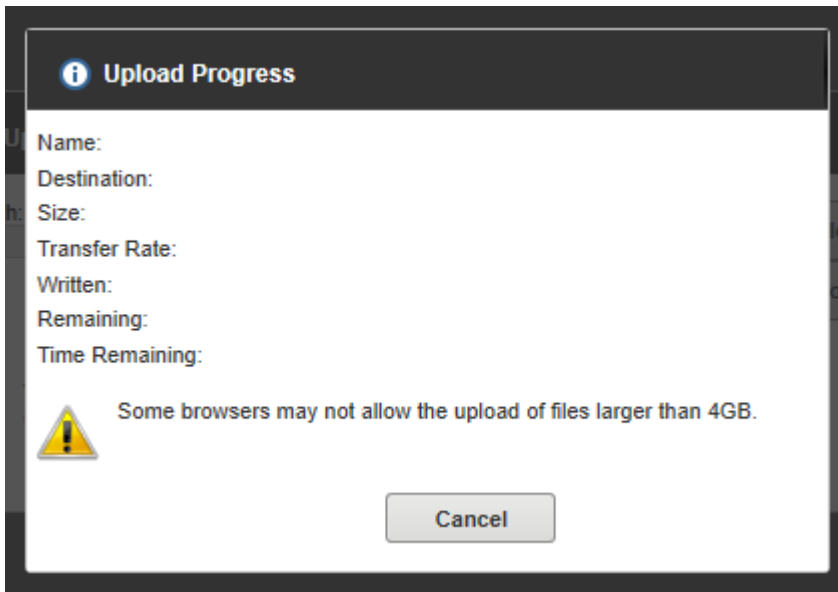 Upload Progress
Name:
Destination:
Size:
Transfer Rate:
Written:
Remaining:
Time Remaining:
Some browsers may not allow the upload of files larger than 4GB.
Cancel